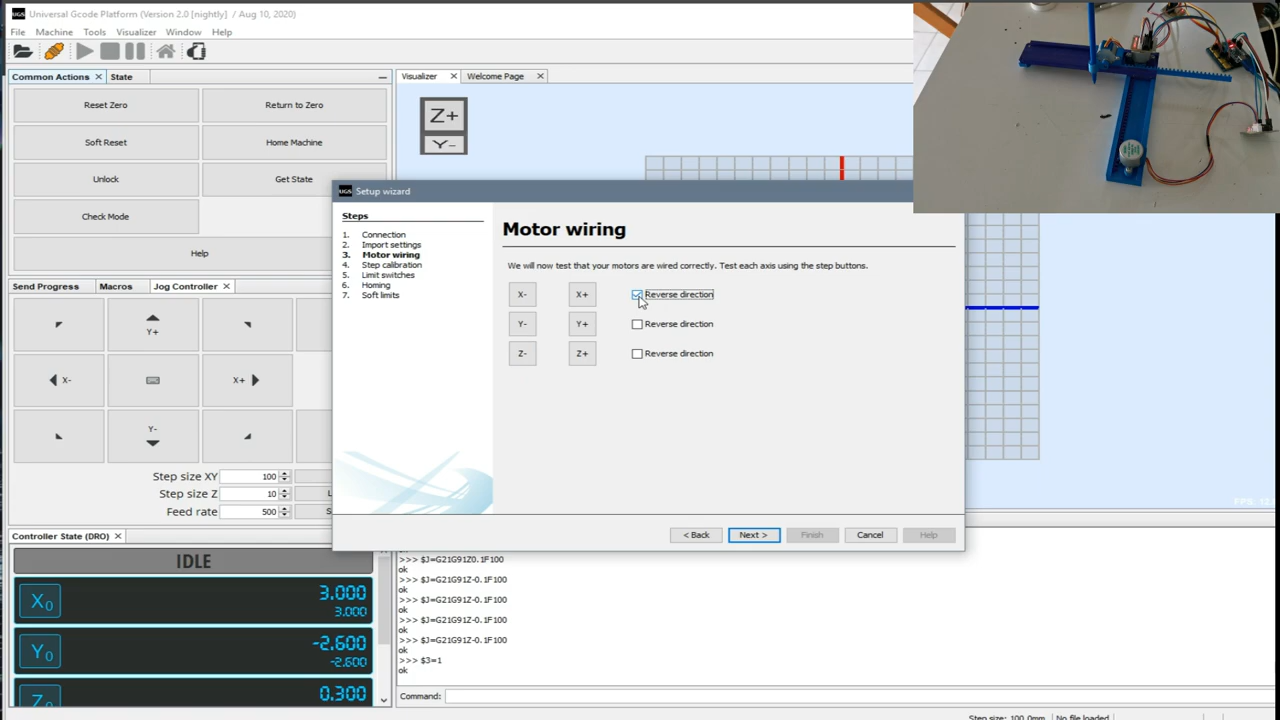 UGS Universal Gcode Platform (Version 2.0 [nightly] / Aug 10, 2020)
File Machine Tools Visualizer Window Help
Common Actions State
Visualizer Welcome Page
Reset Zero Return to Zero
Soft Reset Home Machine
Unlock Get State
Check Mode
Help
Z+
Y-
Send Progress Macros Jog Controller
Y+
X- X+
Y-
Step size XY 100
Step size Z 10
Feed rate 500
UGS Setup wizard
Steps
1. Connection
2. Import settings
3. Motor wiring
4. Step calibration
5. Limit switches
6. Homing
7. Soft limits
Motor wiring
We will now test that your motors are wired correctly. Test each axis using the step buttons.
X- X+ Reverse direction
Y- Y+ Reverse direction
Z- Z+ Reverse direction
< Back Next > Finish Cancel Help
Controller State (DRO)
IDLE
X0 3.000
3.000
Y0 -2.600
-2.600
Z0 0.300
>>> $J=G21G91Z0.1F100
ok
>>> $J=G21G91Z-0.1F100
ok
>>> $J=G21G91Z-0.1F100
ok
>>> $J=G21G91Z-0.1F100
ok
>>> $J=G21G91Z-0.1F100
ok
>>> $3=1
ok
Command:
Step size: 100.0mm No file loaded